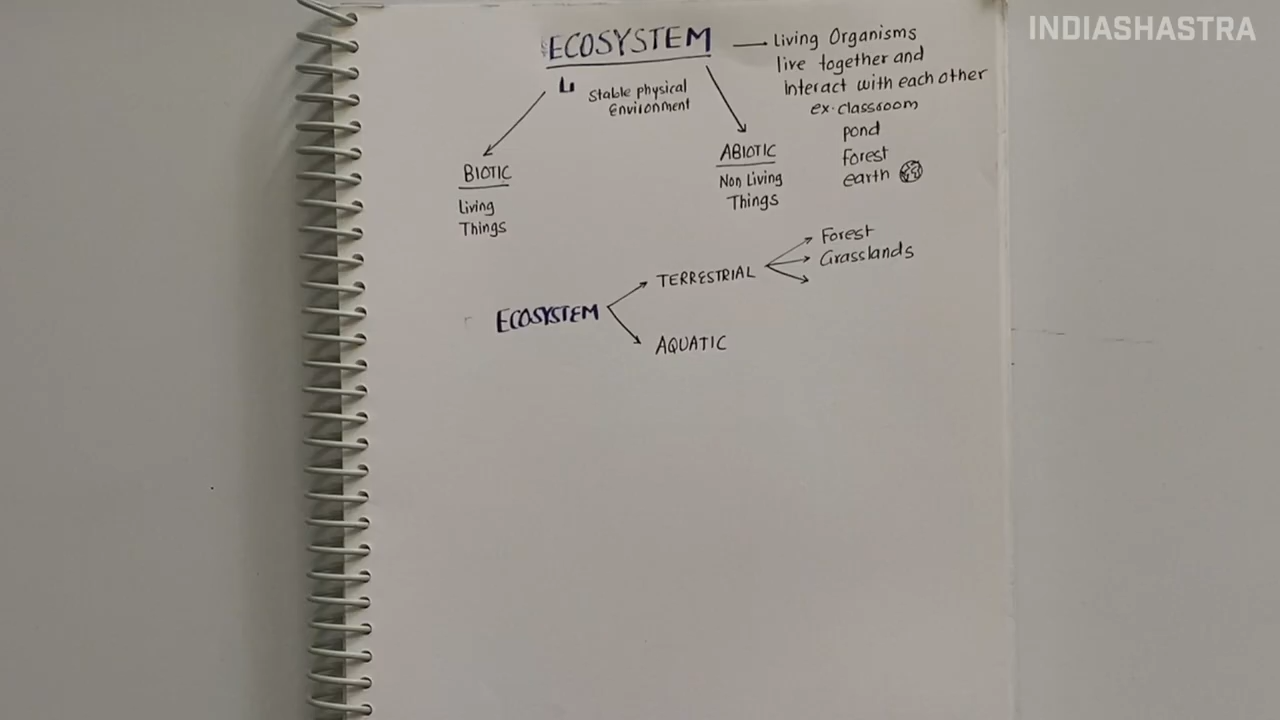 INDIASHASTRA
ECOSYSTEM
Living Organisms
live together and
interact with each other
ex. classroom
pond
Forest
earth
Stable physical
Environment
BIOTIC
Living
Things
ABIOTIC
Non Living
Things
ECOSYSTEM
TERRESTRIAL
Forest
Grasslands
AQUATIC